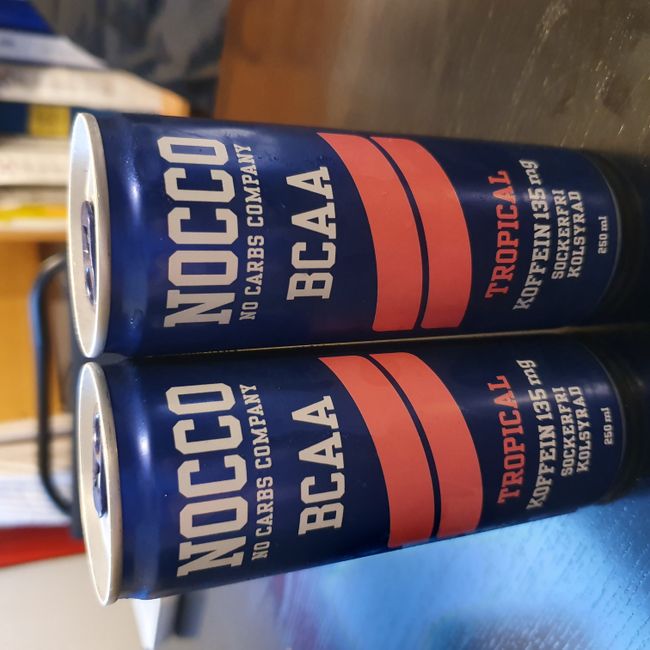 NOCCO
NO CARBS COMPANY
BCAA
TROPICAL
KOFFEIN 135 mg
SOCKERFRI
KOLSYRAD
250 ml
NOCCO
NO CARBS COMPANY
BCAA
TROPICAL
KOFFEIN 135 mg
SOCKERFRI
KOLSYRAD
250 ml